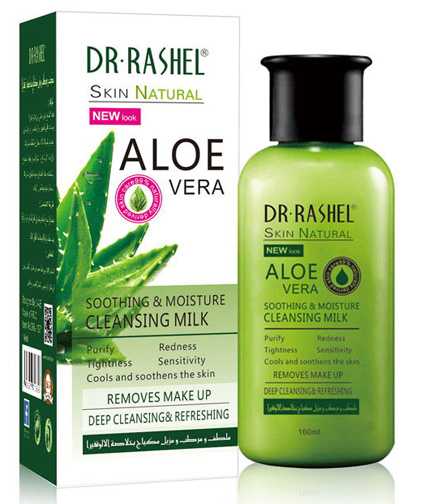 DR·RASHEL®
SKIN NATURAL
NEW look
ALOE
VERA
SOOTHING & MOISTURE
CLEANSING MILK
Purify Redness
Tightness Sensitivity
Cools and soothens the skin
REMOVES MAKE UP
DEEP CLEANSING& REFRESHING
DR·RASHEL®
SKIN NATURAL
NEW look
ALOE
VERA
SOOTHING & MOISTURE
CLEANSING MILK
Purify Redness
Tightness Sensitivity
Cools and soothens the skin
REMOVES MAKE UP
DEEP CLEANSING& REFRESHING
160ml